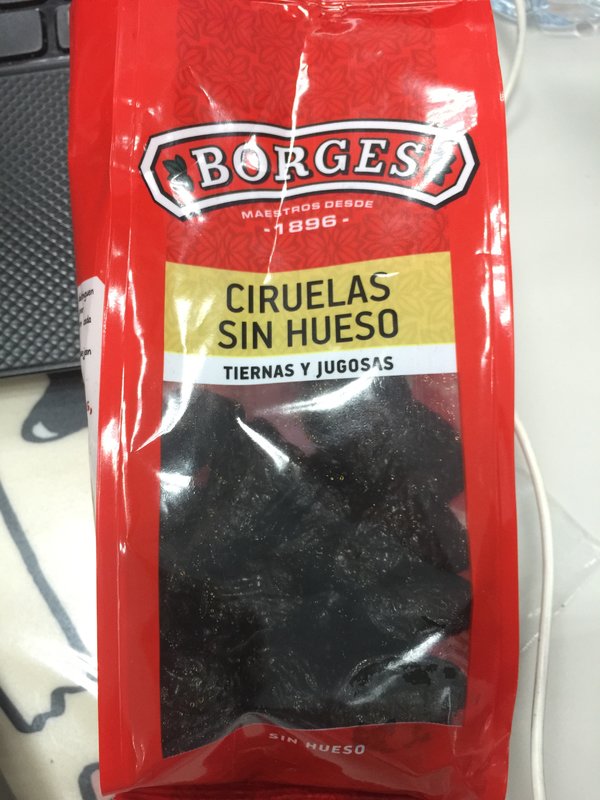 BORGES
MAESTROS DESDE
-1896-
CIRUELAS
SIN HUESO
TIERNAS Y JUGOSAS
SIN HUESO